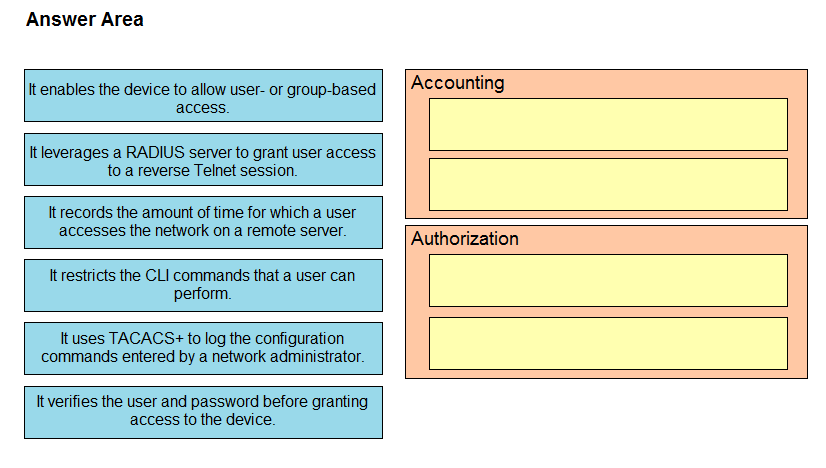 Answer Area
It enables the device to allow user- or group-based
access.
It leverages a RADIUS server to grant user access
to a reverse Telnet session.
It records the amount of time for which a user
accesses the network on a remote server.
It restricts the CLI commands that a user can
perform.
It uses TACACS+ to log the configuration
commands entered by a network administrator.
It verifies the user and password before granting
access to the device.
Accounting
Authorization